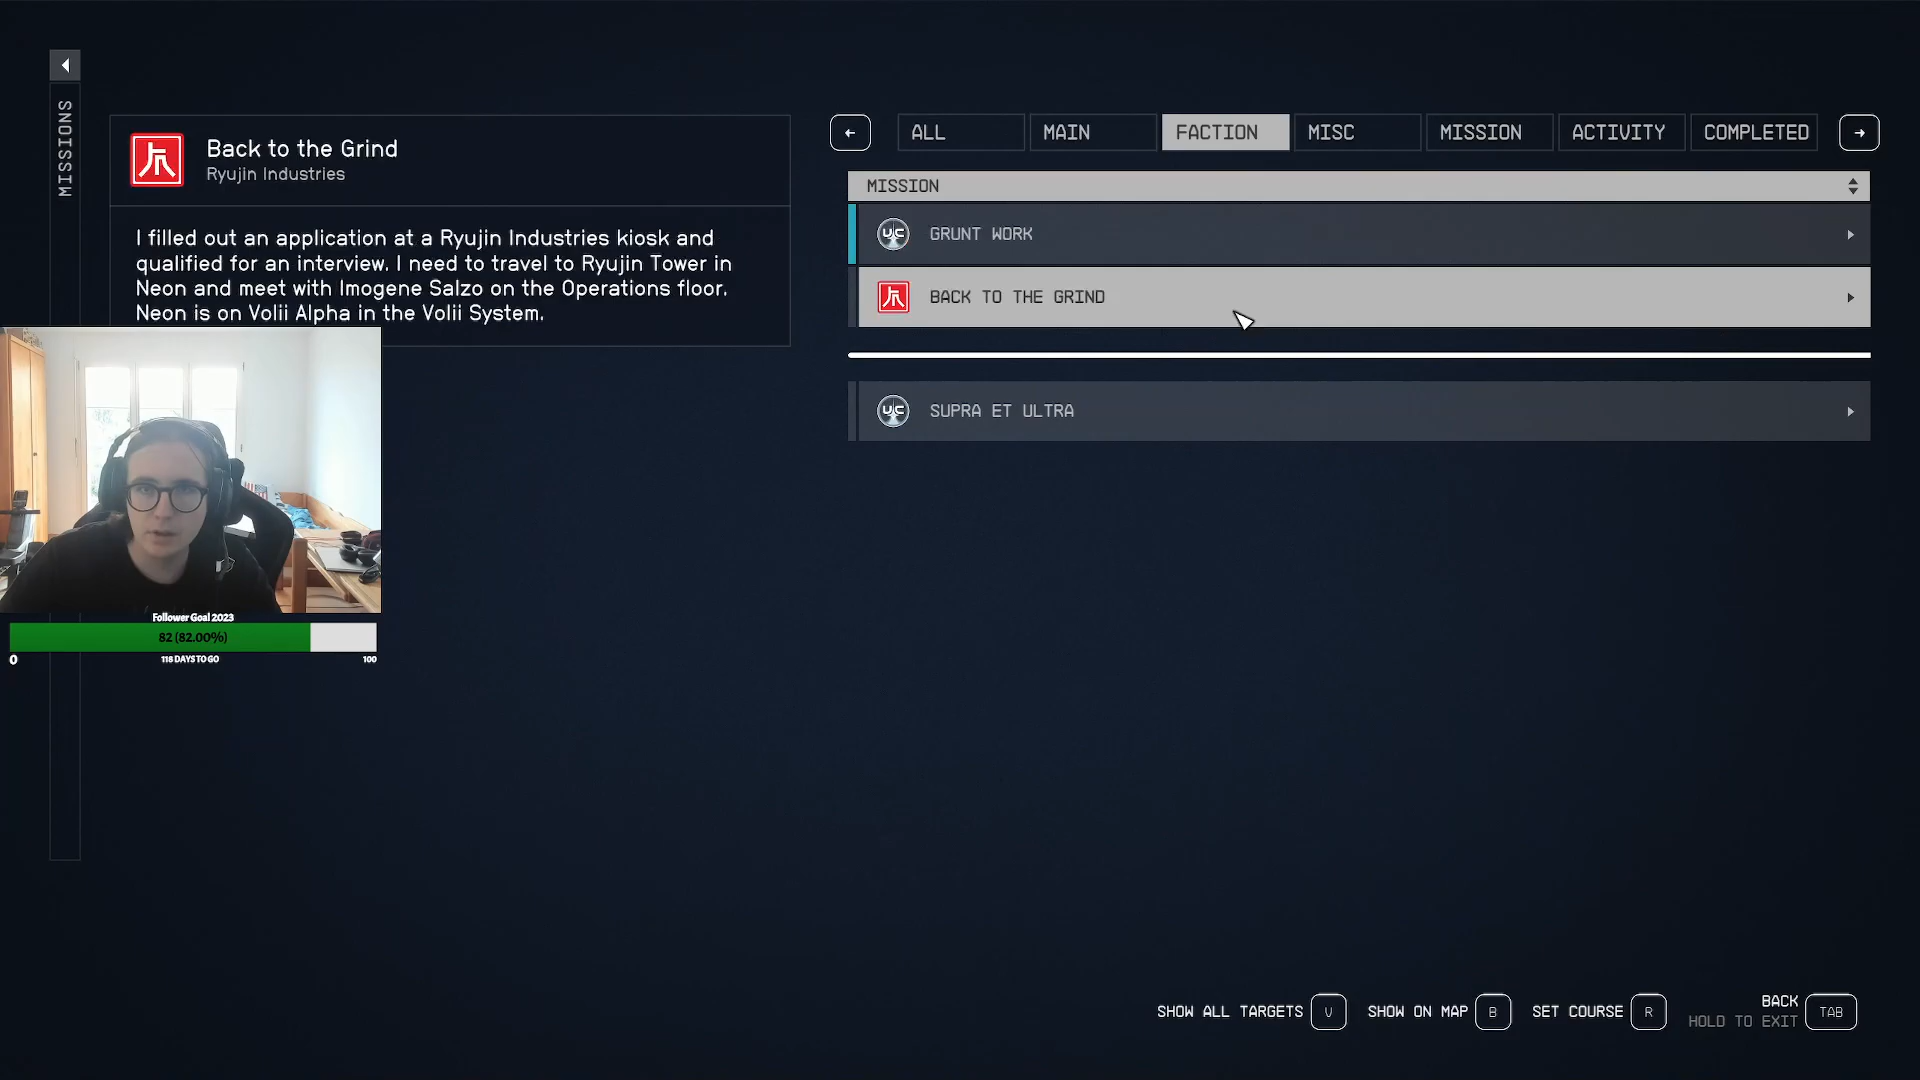 MISSIONS
Back to the Grind
Ryujin Industries
I filled out an application at a Ryujin Industries kiosk and
qualified for an interview. I need to travel to Ryujin Tower in
Neon and meet with Imogene Salzo on the Operations floor.
Neon is on Volii Alpha in the Volii System.
ALL
MAIN
FACTION
MISC
MISSION
ACTIVITY
COMPLETED
MISSION
UC
GRUNT WORK
BACK TO THE GRIND
UC
SUPRA ET ULTRA
Follower Goal 2023
82 (82.00%)
0
118 DAYS TO GO
100
SHOW ALL TARGETS V
SHOW ON MAP B
SET COURSE R
BACK
HOLD TO EXIT
TAB